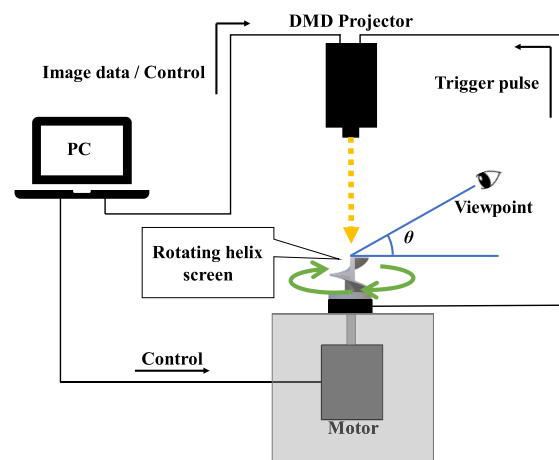 DMD Projector
Image data / Control
Trigger pulse
PC
Viewpoint
θ
Rotating helix
screen
Control
Motor